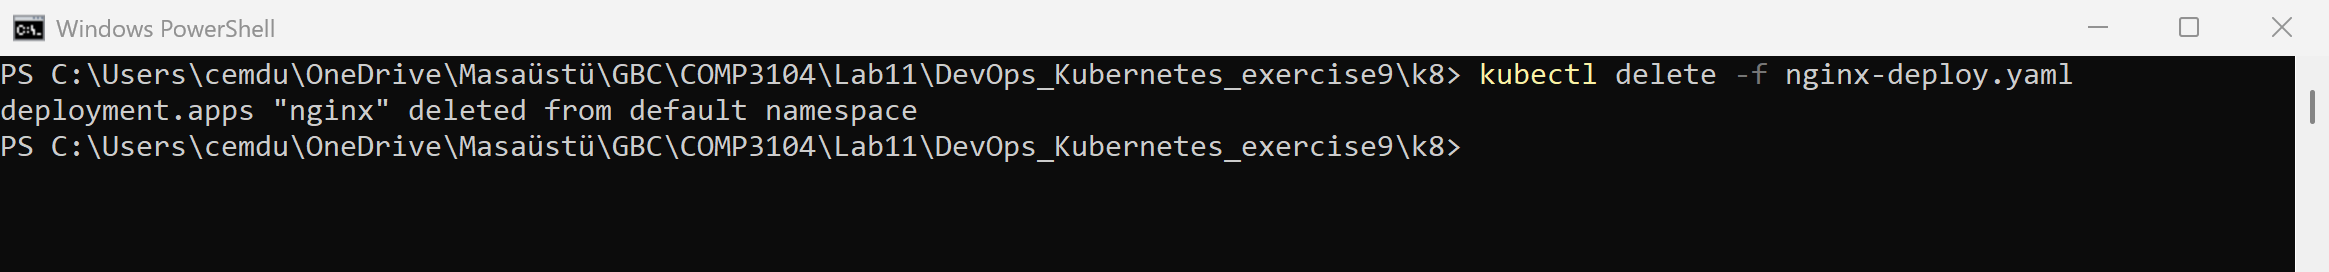 Windows PowerShell
PS C:\Users\cemdu\OneDrive\Masaüstü\GBC\COMP3104\Lab11\DevOps_Kubernetes_exercise9\k8> kubectl delete -f nginx-deploy.yaml
deployment.apps "nginx" deleted from default namespace
PS C:\Users\cemdu\OneDrive\Masaüstü\GBC\COMP3104\Lab11\DevOps_Kubernetes_exercise9\k8>